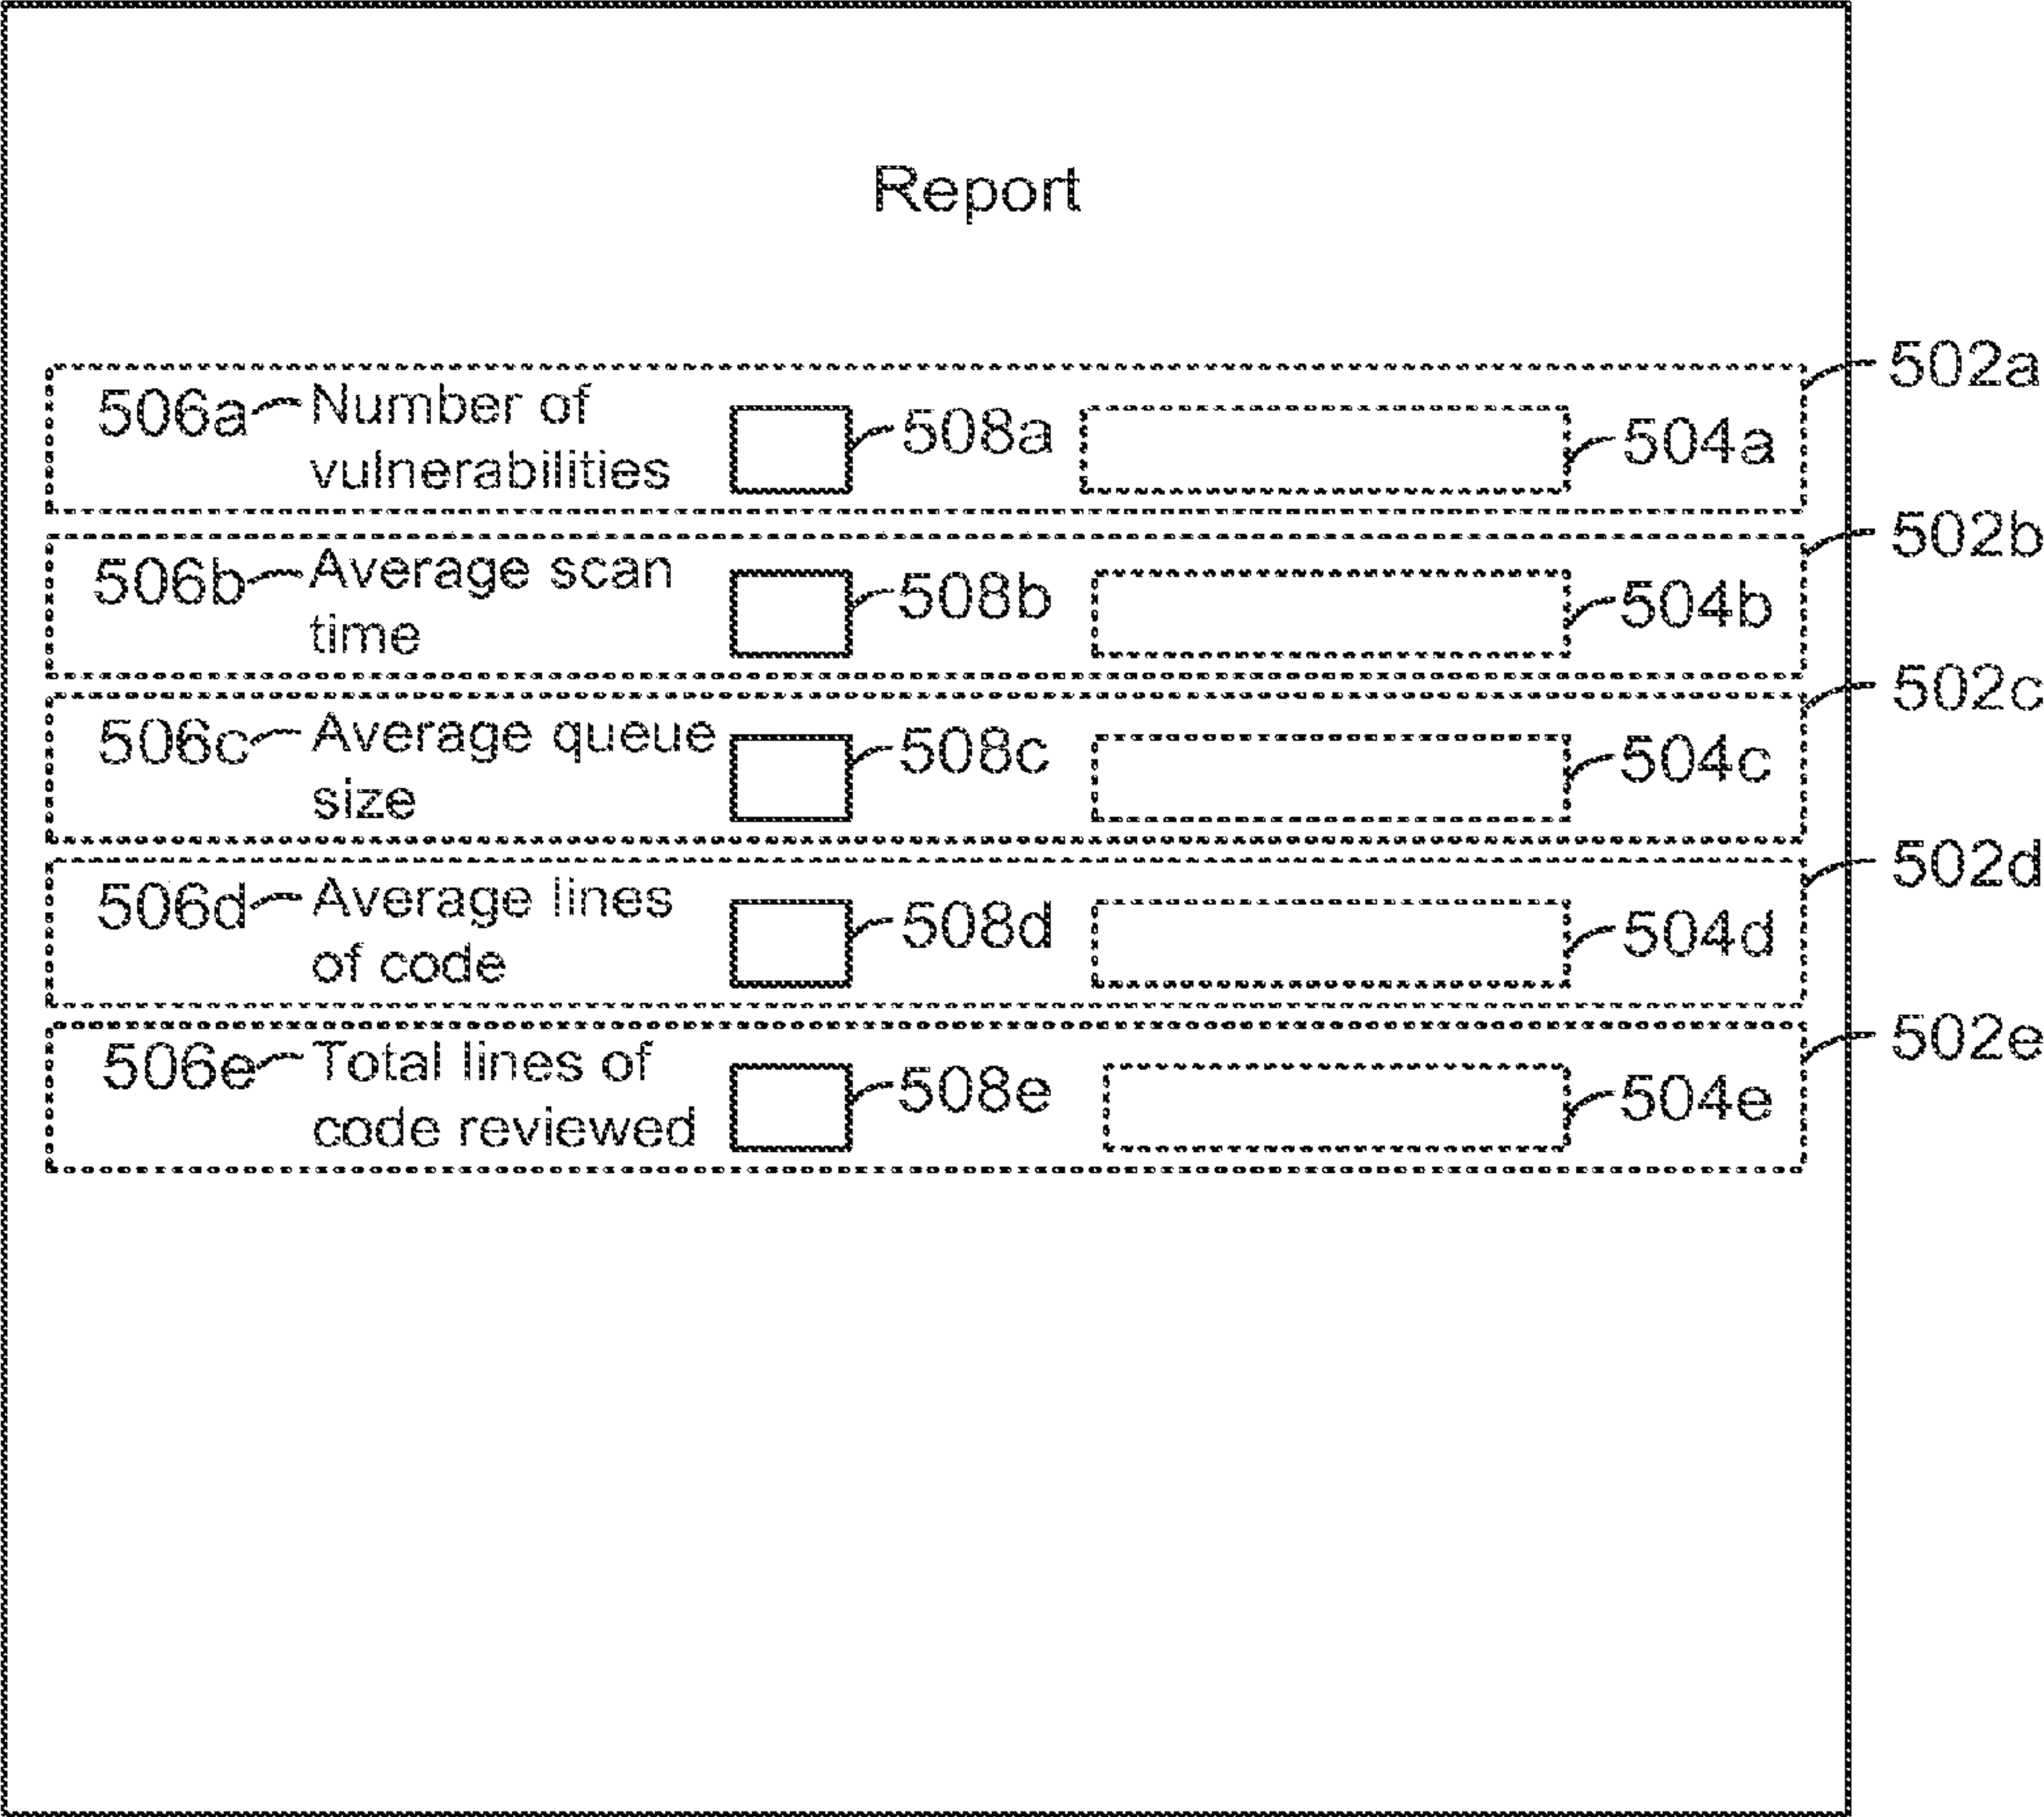 Report
502a
506a Number of
vulnerabilities
508a
504a
502b
506b Average scan
time
508b
504b
502c
506c Average queue
size
508c
504c
502d
506d Average lines
of code
508d
504d
502e
506e Total lines of
code reviewed
508e
504e